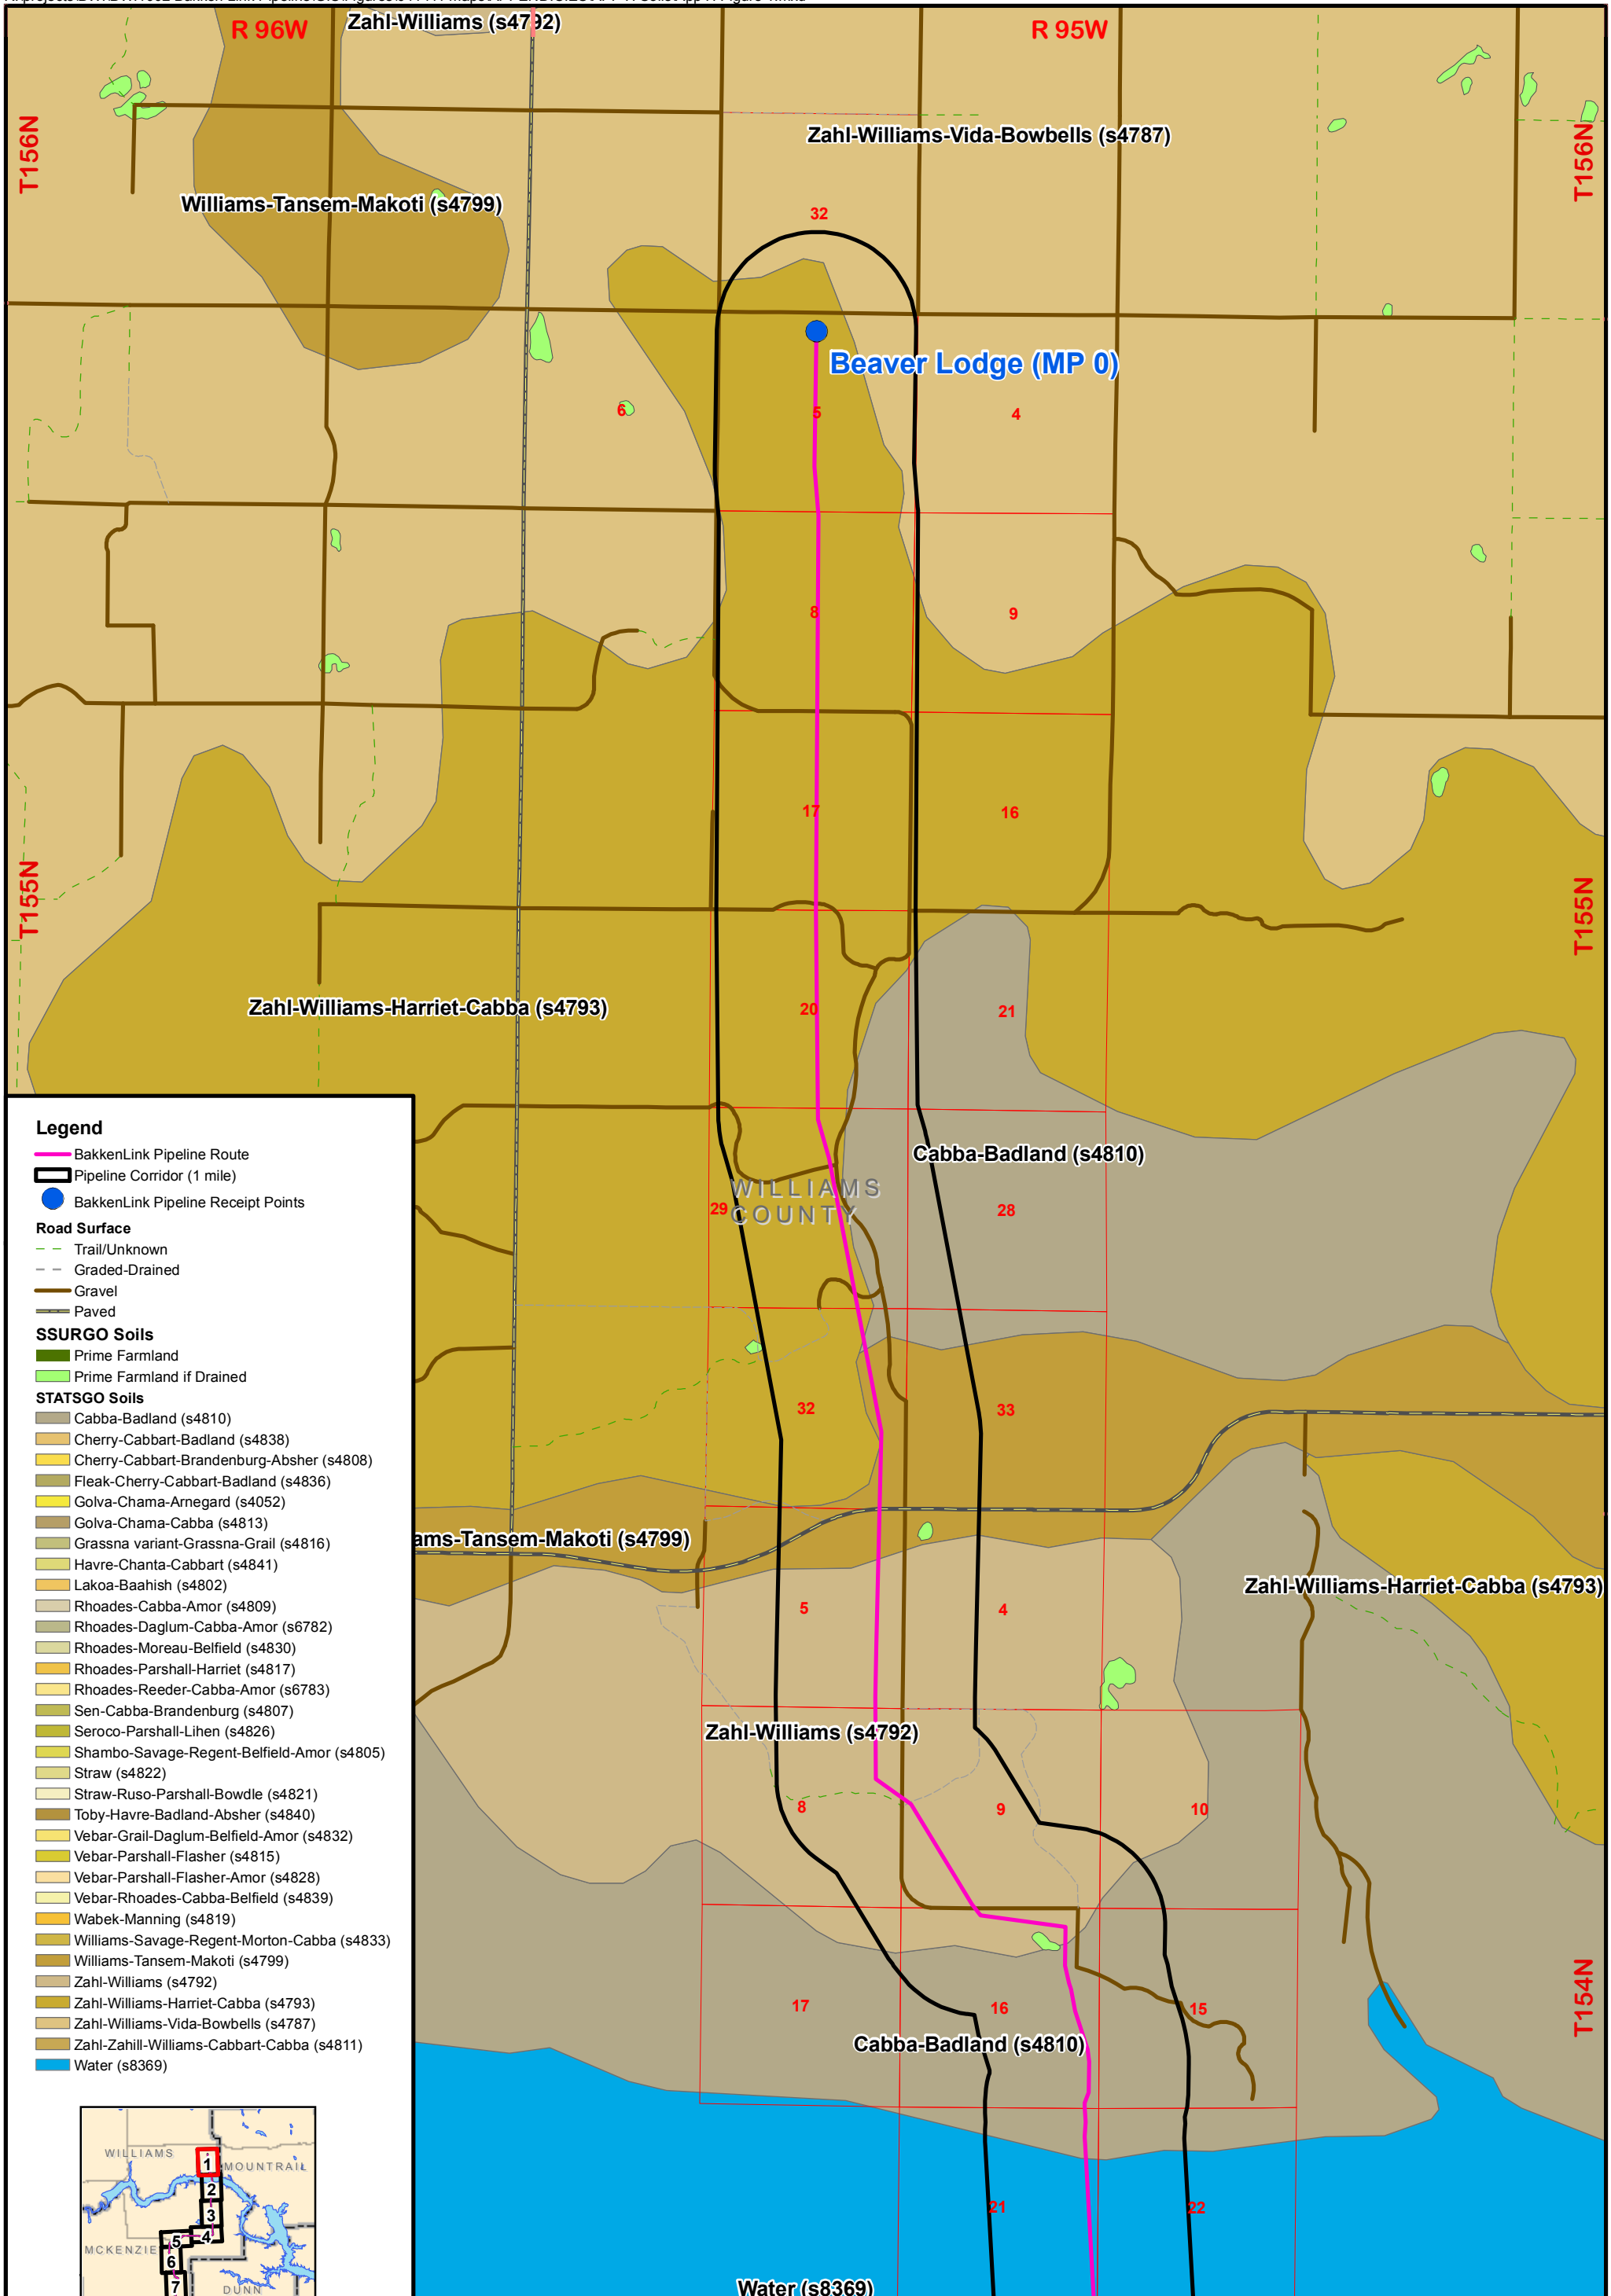 Zahl-Williams (s4792)
R 96W
R 95W
T156N
T156N
Zahl-Williams-Vida-Bowbells (s4787)
Williams-Tansem-Makoti (s4799)
32
Beaver Lodge (MP 0)
6
5
4
8
9
17
16
T155N
T155N
Zahl-Williams-Harriet-Cabba (s4793)
20
21
Cabba-Badland (s4810)
WILLIAMS
COUNTY
29
28
32
33
ams-Tansem-Makoti (s4799)
Zahl-Williams-Harriet-Cabba (s4793)
5
4
Zahl-Williams (s4792)
8
9
10
T154N
17
16
15
Cabba-Badland (s4810)
21
22
Water (s8369)
Legend
BakkenLink Pipeline Route
Pipeline Corridor (1 mile)
BakkenLink Pipeline Receipt Points
Road Surface
Trail/Unknown
Graded-Drained
Gravel
Paved
SSURGO Soils
Prime Farmland
Prime Farmland if Drained
STATSGO Soils
Cabba-Badland (s4810)
Cherry-Cabbart-Badland (s4838)
Cherry-Cabbart-Brandenburg-Absher (s4808)
Fleak-Cherry-Cabbart-Badland (s4836)
Golva-Chama-Arnegard (s4052)
Golva-Chama-Cabba (s4813)
Grassna variant-Grassna-Grail (s4816)
Havre-Chanta-Cabbart (s4841)
Lakoa-Baahish (s4802)
Rhoades-Cabba-Amor (s4809)
Rhoades-Daglum-Cabba-Amor (s6782)
Rhoades-Moreau-Belfield (s4830)
Rhoades-Parshall-Harriet (s4817)
Rhoades-Reeder-Cabba-Amor (s6783)
Sen-Cabba-Brandenburg (s4807)
Seroco-Parshall-Lihen (s4826)
Shambo-Savage-Regent-Belfield-Amor (s4805)
Straw (s4822)
Straw-Ruso-Parshall-Bowdle (s4821)
Toby-Havre-Badland-Absher (s4840)
Vebar-Grail-Daglum-Belfield-Amor (s4832)
Vebar-Parshall-Flasher (s4815)
Vebar-Parshall-Flasher-Amor (s4828)
Vebar-Rhoades-Cabba-Belfield (s4839)
Wabek-Manning (s4819)
Williams-Savage-Regent-Morton-Cabba (s4833)
Williams-Tansem-Makoti (s4799)
Zahl-Williams (s4792)
Zahl-Williams-Harriet-Cabba (s4793)
Zahl-Williams-Vida-Bowbells (s4787)
Zahl-Zahill-Williams-Cabbart-Cabba (s4811)
Water (s8369)
WILLIAMS
MOUNTRAIL
1
2
3
4
5
MCKENZIE
6
7
DUNN